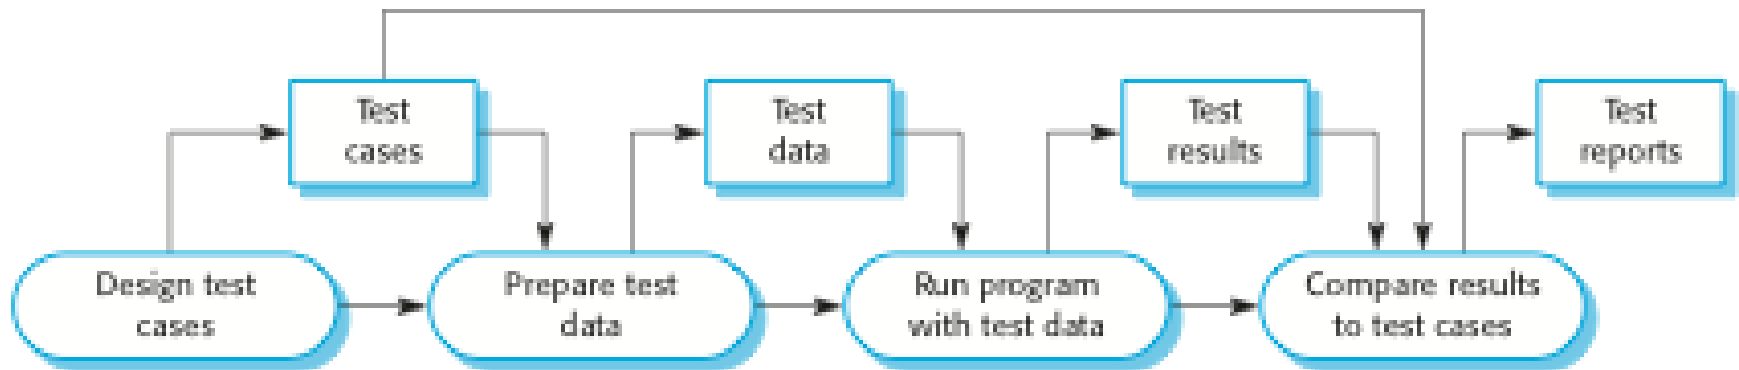 Test
cases
Test
data
Test
results
Test
reports
Design test
cases
Prepare test
data
Run program
with test data
Compare results
to test cases